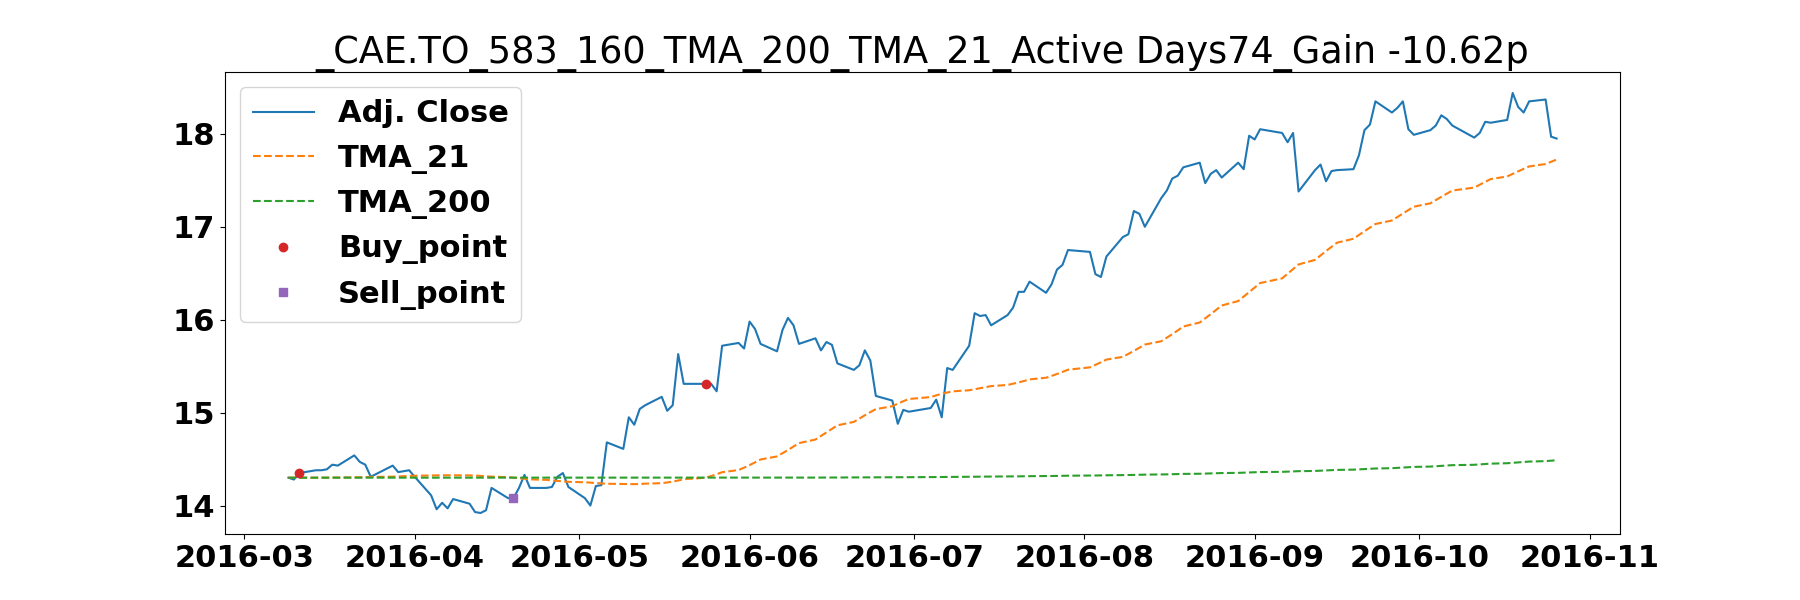 _CAE.TO_583_160_TMA_200_TMA_21_Active Days74_Gain -10.62p
Adj. Close
TMA_21
TMA_200
Buy_point
Sell_point
18
17
16
15
14
2016-03 2016-04 2016-05 2016-06 2016-07 2016-08 2016-09 2016-10 2016-11